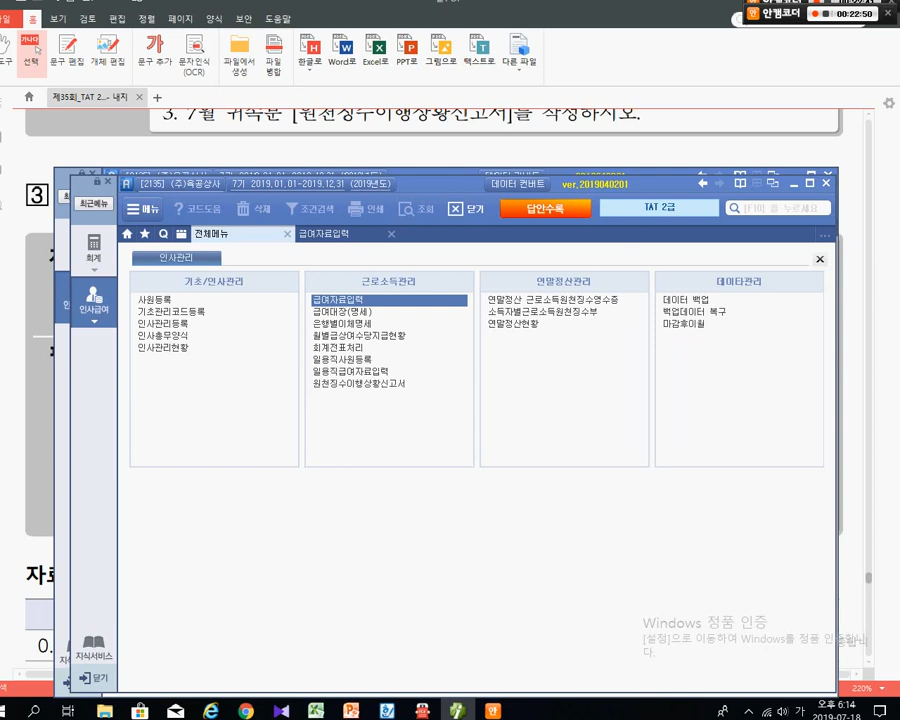 안캠코더
안캠코더 00:22:50
일 홈 보기 검토 편집 정렬 페이지 양식 보안 도움말
도구 선택 문구 편집 개체 편집 문구 추가 문자인식 (OCR) 파일에서 생성 파일 병합 한글로 Word로 Excel로 PPT로 그림으로 텍스트로 다른 파일
가나다
제35회_TAT 2...- 내지
3. 7월 귀속분 [원천징수이행상황신고서]를 작성하시오.
3
[2135] (주)육공상사 7기 2019.01.01~2019.12.31 (2019년도) 데이터 컨버트 ver.2019040201
최근메뉴
메뉴 코드도움 삭제 조건검색 인쇄 조회 닫기 답안수록 TAT 2급 [F10] 을 누르세요
전체메뉴 급여자료입력
회계
인사급여
인사관리
기초/인사관리
사원등록
기초관리코드등록
인사관리등록
인사총무양식
인사관리현황
근로소득관리
급여자료입력
급여대장(명세)
은행별이체명세
월별급상여수당지급현황
회계전표처리
일용직사원등록
일용직급여자료입력
원천징수이행상황신고서
연말정산관리
연말정산 근로소득원천징수영수증
소득자별근로소득원천징수부
연말정산현황
데이타관리
데이터 백업
백업데이터 복구
마감후이월
자료
0.
지식서비스
닫기
Windows 정품 인증
[설정]으로 이동하여 Windows를 정품 인증합니다.
220%
가
오후 6:14
2019-07-18